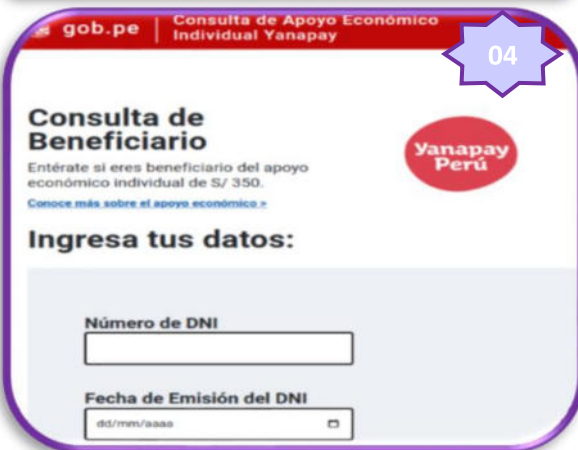 gob.pe
Consulta de Apoyo Económico
Individual Yanapay
04
Consulta de
Beneficiario
Entérate si eres beneficiario del apoyo
económico individual de S/ 350.
Conoce más sobre el apoyo económico >
Yanapay
Perú
Ingresa tus datos:
Número de DNI
Fecha de Emisión del DNI
dd/mm/aaaa